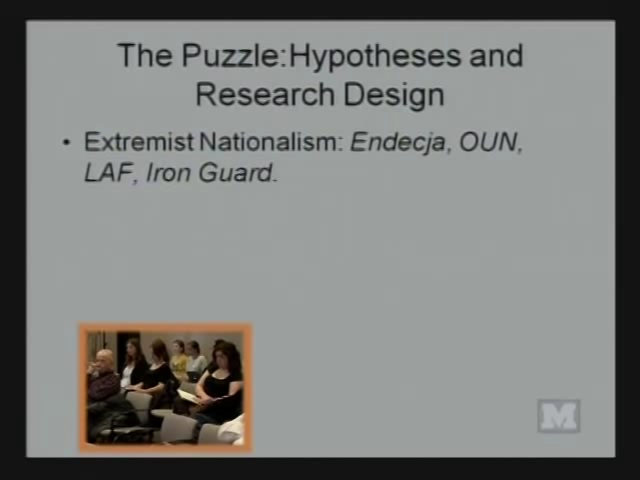 The Puzzle:Hypotheses and
Research Design
• Extremist Nationalism: Endecja, OUN,
LAF, Iron Guard.
M